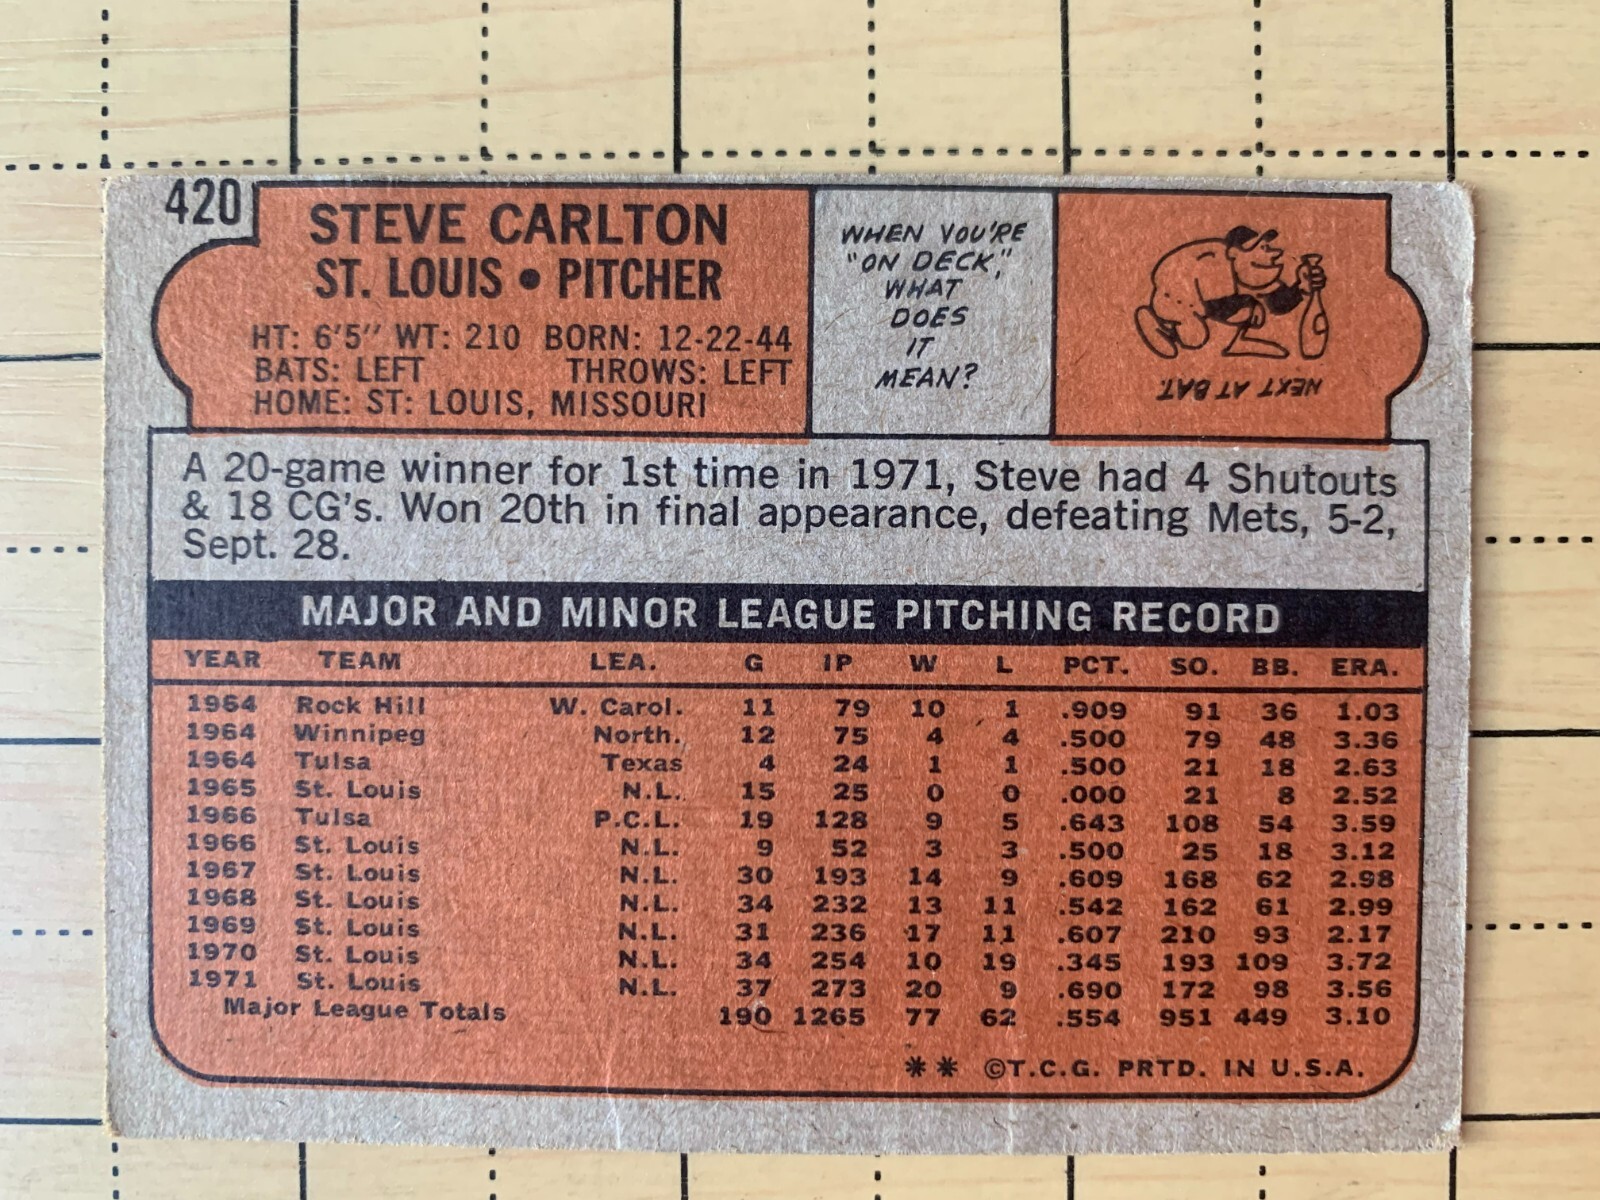 420
STEVE CARLTON
ST. LOUIS • PITCHER
HT: 6'5" WT: 210 BORN: 12-22-44
BATS: LEFT THROWS: LEFT
HOME: ST: LOUIS, MISSOURI
WHEN YOU'RE
"ON DECK,"
WHAT
DOES
IT
MEAN?
NEXT AT BAT.
A 20-game winner for 1st time in 1971, Steve had 4 Shutouts
& 18 CG's. Won 20th in final appearance, defeating Mets, 5-2,
Sept. 28.
MAJOR AND MINOR LEAGUE PITCHING RECORD
YEAR TEAM LEA. G IP W L PCT. SO. BB. ERA.
1964 Rock Hill W. Carol. 11 79 10 1 .909 91 36 1.03
1964 Winnipeg North. 12 75 4 4 .500 79 48 3.36
1964 Tulsa Texas 4 24 1 1 .500 21 18 2.63
1965 St. Louis N.L. 15 25 0 0 .000 21 8 2.52
1966 Tulsa P.C.L. 19 128 9 5 .643 108 54 3.59
1966 St. Louis N.L. 9 52 3 3 .500 25 18 3.12
1967 St. Louis N.L. 30 193 14 9 .609 168 62 2.98
1968 St. Louis N.L. 34 232 13 11 .542 162 61 2.99
1969 St. Louis N.L. 31 236 17 11 .607 210 93 2.17
1970 St. Louis N.L. 34 254 10 19 .345 193 109 3.72
1971 St. Louis N.L. 37 273 20 9 .690 172 98 3.56
Major League Totals 190 1265 77 62 .554 951 449 3.10
** ©T.C.G. PRTD. IN U.S.A.